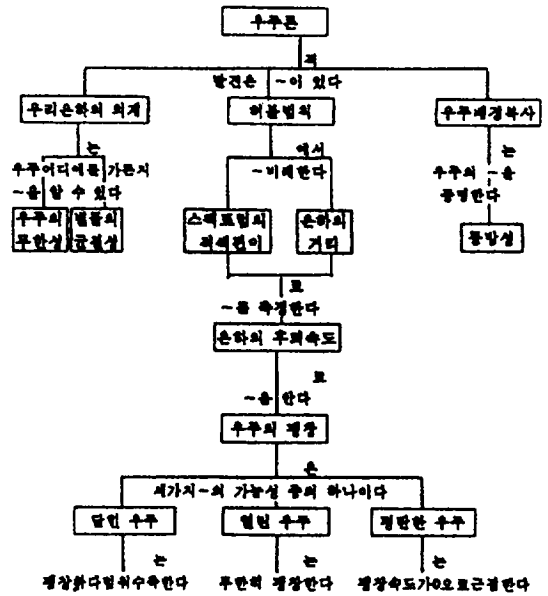 우주론
의
발견은 ~이 있다
우리은하의 외계
허블법칙
우주배경복사
는
에서
는
우주어디에를 가든지
~비례한다
우주의 ~을
~을 알 수 있다
증명한다
우주의
무한성
물질의
균질성
스펙트럼의
적색편이
은하의
거리
등방성
로
~를 측정한다
은하의 후퇴속도
로
~을 한다
우주의 팽창
은
세가지~의 가능성 중의 하나이다
닫힌 우주
열린 우주
평탄한 우주
는
는
는
팽창하다멈춰수축한다
무한히 팽창한다
팽창속도가0으로근접한다